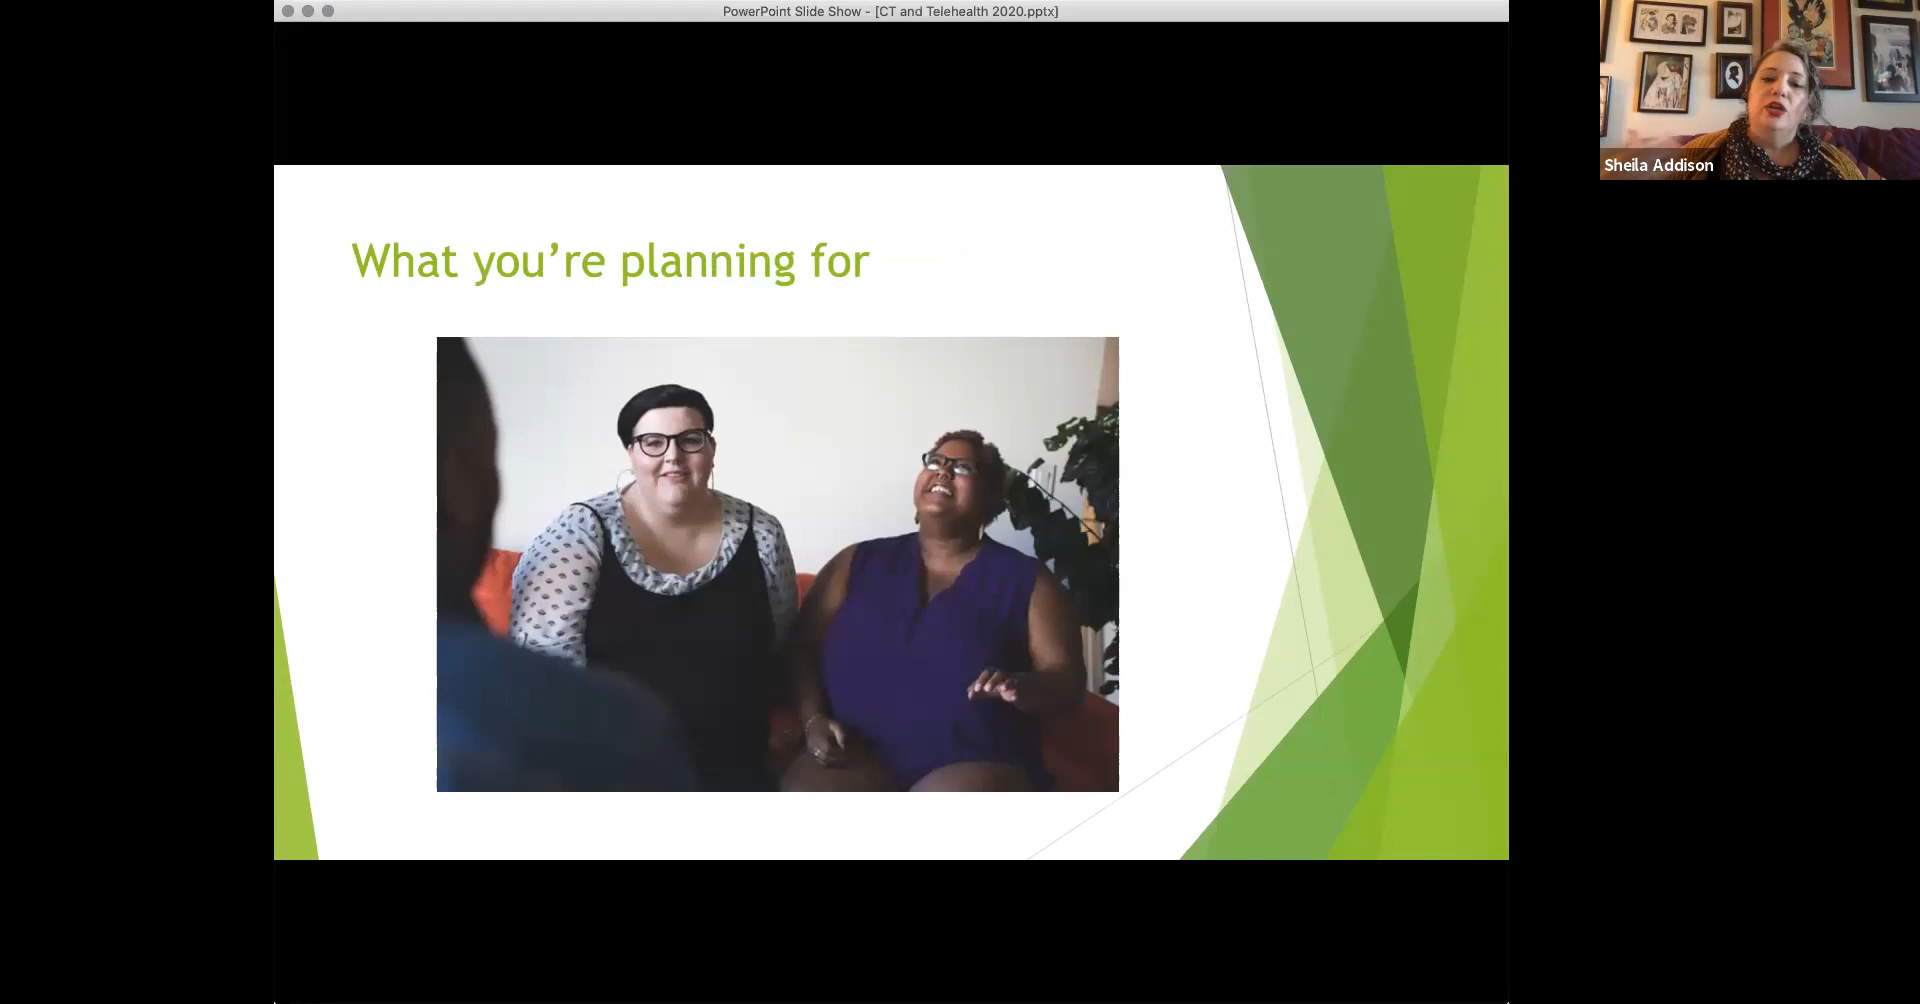 PowerPoint Slide Show - [CT and Telehealth 2020.pptx]
Sheila Addison
What you’re planning for